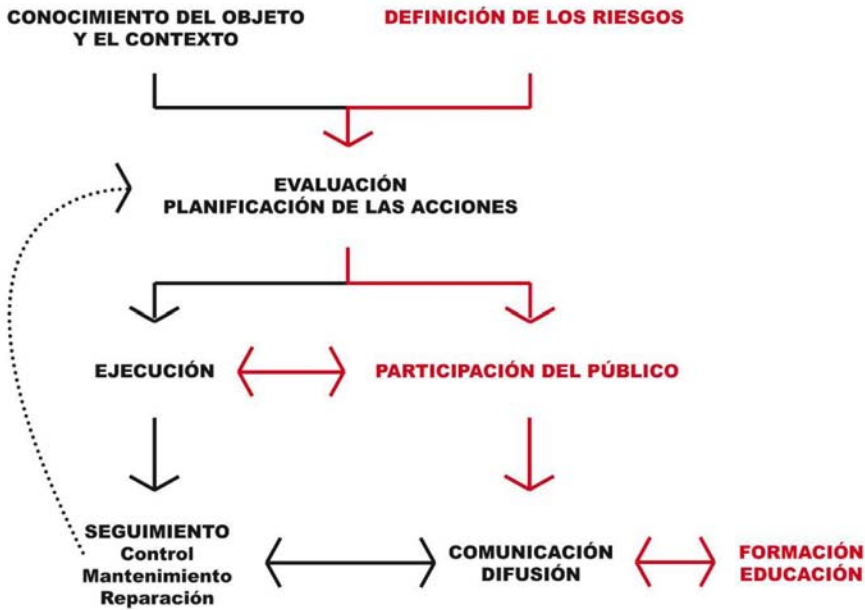 CONOCIMIENTO DEL OBJETO
Y EL CONTEXTO
DEFINICIÓN DE LOS RIESGOS
EVALUACIÓN
PLANIFICACIÓN DE LAS ACCIONES
EJECUCIÓN
PARTICIPACIÓN DEL PÚBLICO
SEGUIMIENTO
Control
Mantenimiento
Reparación
COMUNICACIÓN
DIFUSIÓN
FORMACIÓN
EDUCACIÓN